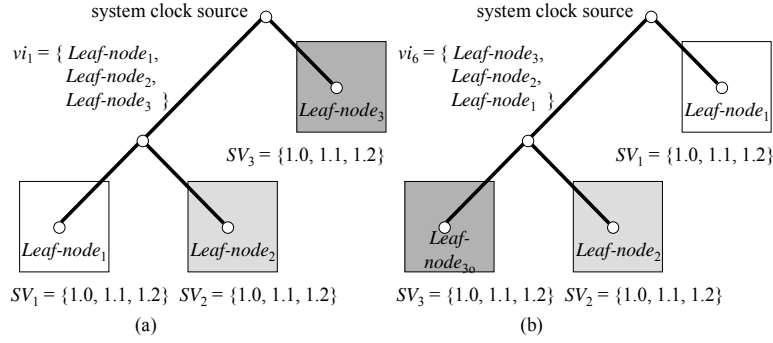 system clock source
vi₁ = { Leaf-node₁,
Leaf-node₂,
Leaf-node₃ }
Leaf-node₃
SV₃ = {1.0, 1.1, 1.2}
Leaf-node₁
Leaf-node₂
SV₁ = {1.0, 1.1, 1.2}
SV₂ = {1.0, 1.1, 1.2}
(a)
system clock source
vi₆ = { Leaf-node₃,
Leaf-node₂,
Leaf-node₁ }
Leaf-node₁
SV₁ = {1.0, 1.1, 1.2}
Leaf-
node₃ₒ
Leaf-node₂
SV₃ = {1.0, 1.1, 1.2}
SV₂ = {1.0, 1.1, 1.2}
(b)